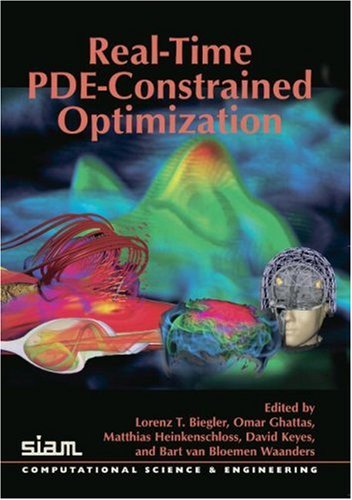 Real-Time
PDE-Constrained
Optimization
Edited by
Lorenz T. Biegler, Omar Ghattas,
Matthias Heinkenschloss, David Keyes,
and Bart van Bloemen Waanders
siam
COMPUTATIONAL SCIENCE & ENGINEERING